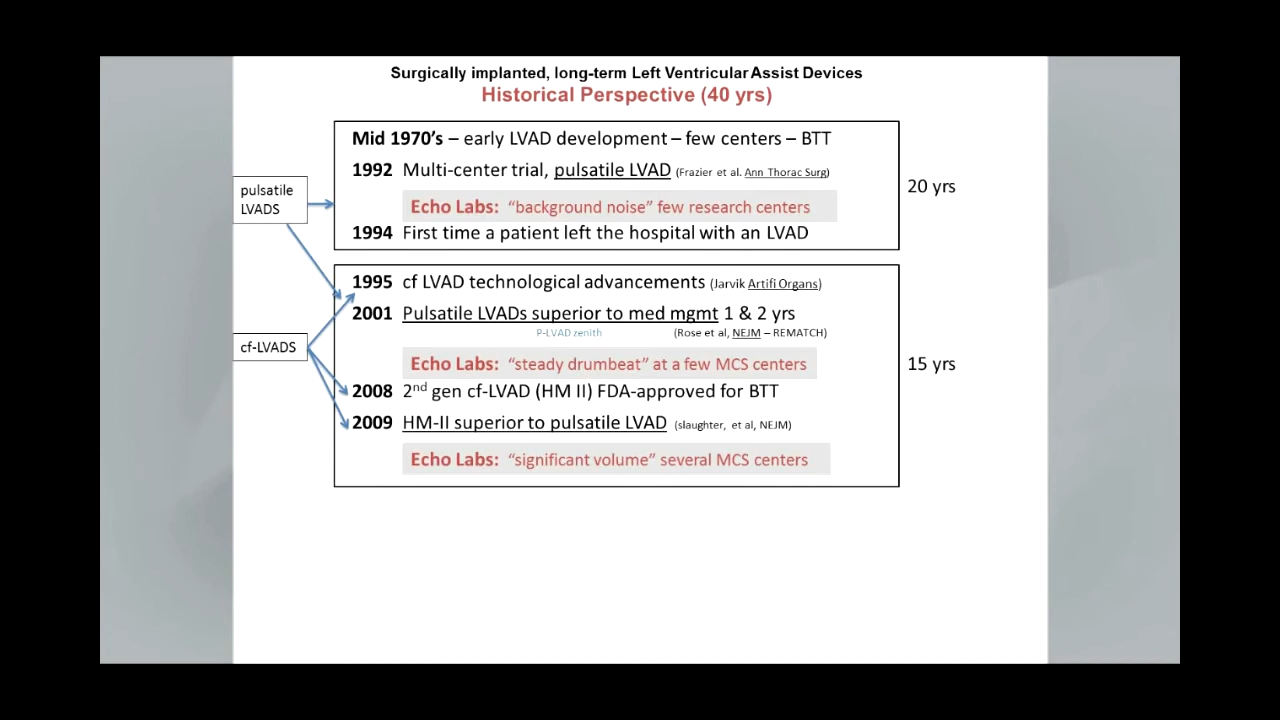 Surgically implanted, long-term Left Ventricular Assist Devices
Historical Perspective (40 yrs)
Mid 1970's – early LVAD development – few centers – BTT
1992 Multi-center trial, pulsatile LVAD (Frazier et al. Ann Thorac Surg)
pulsatile
LVADS
20 yrs
Echo Labs: "background noise" few research centers
1994 First time a patient left the hospital with an LVAD
1995 cf LVAD technological advancements (Jarvik Artifi Organs)
2001 Pulsatile LVADs superior to med mgmt 1 & 2 yrs
P-LVAD zenith (Rose et al, NEJM – REMATCH)
cf-LVADS
Echo Labs: "steady drumbeat" at a few MCS centers
15 yrs
2008 2nd gen cf-LVAD (HM II) FDA-approved for BTT
2009 HM-II superior to pulsatile LVAD (slaughter, et al, NEJM)
Echo Labs: "significant volume" several MCS centers